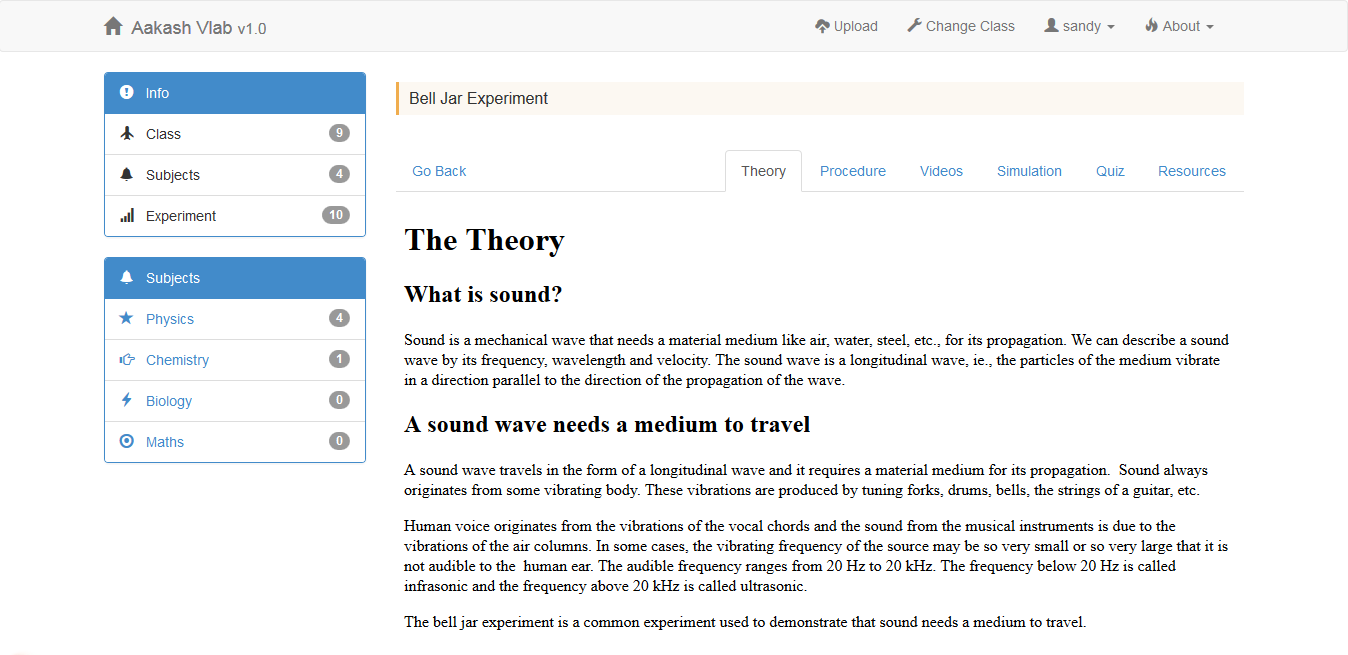 Aakash Vlab v1.0
Upload
Change Class
sandy
About
Info
Class 9
Subjects 4
Experiment 10
Subjects
Physics 4
Chemistry 1
Biology 0
Maths 0
Bell Jar Experiment
Go Back
Theory
Procedure
Videos
Simulation
Quiz
Resources
The Theory
What is sound?
Sound is a mechanical wave that needs a material medium like air, water, steel, etc., for its propagation. We can describe a sound
wave by its frequency, wavelength and velocity. The sound wave is a longitudinal wave, ie., the particles of the medium vibrate
in a direction parallel to the direction of the propagation of the wave.
A sound wave needs a medium to travel
A sound wave travels in the form of a longitudinal wave and it requires a material medium for its propagation.  Sound always
originates from some vibrating body. These vibrations are produced by tuning forks, drums, bells, the strings of a guitar, etc.
Human voice originates from the vibrations of the vocal chords and the sound from the musical instruments is due to the
vibrations of the air columns. In some cases, the vibrating frequency of the source may be so very small or so very large that it is
not audible to the  human ear. The audible frequency ranges from 20 Hz to 20 kHz. The frequency below 20 Hz is called
infrasonic and the frequency above 20 kHz is called ultrasonic.
The bell jar experiment is a common experiment used to demonstrate that sound needs a medium to travel.